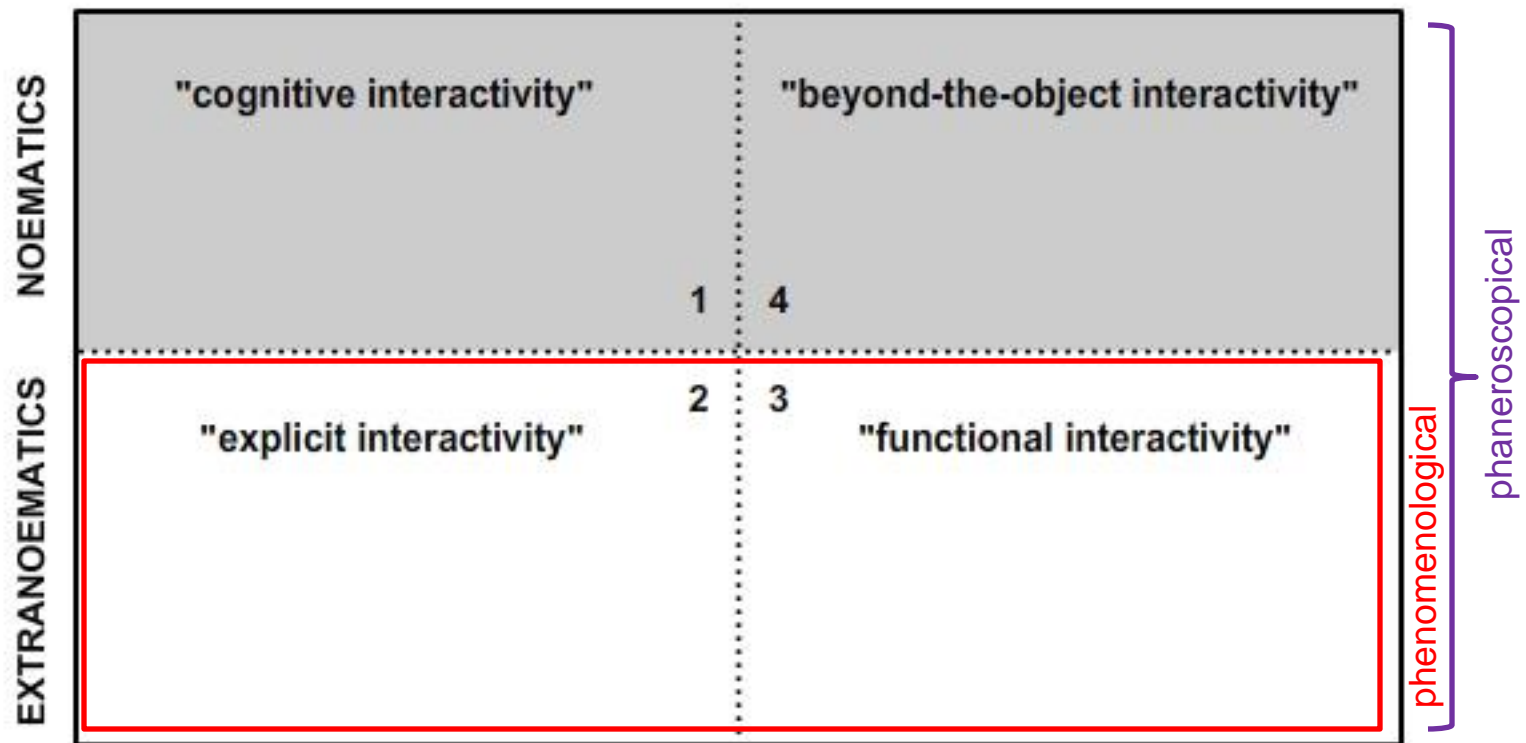 NOEMATICS
"cognitive interactivity"
"beyond-the-object interactivity"
1
4
EXTRANOEMATICS
2
3
"explicit interactivity"
"functional interactivity"
phenomenological
phaneroscopical